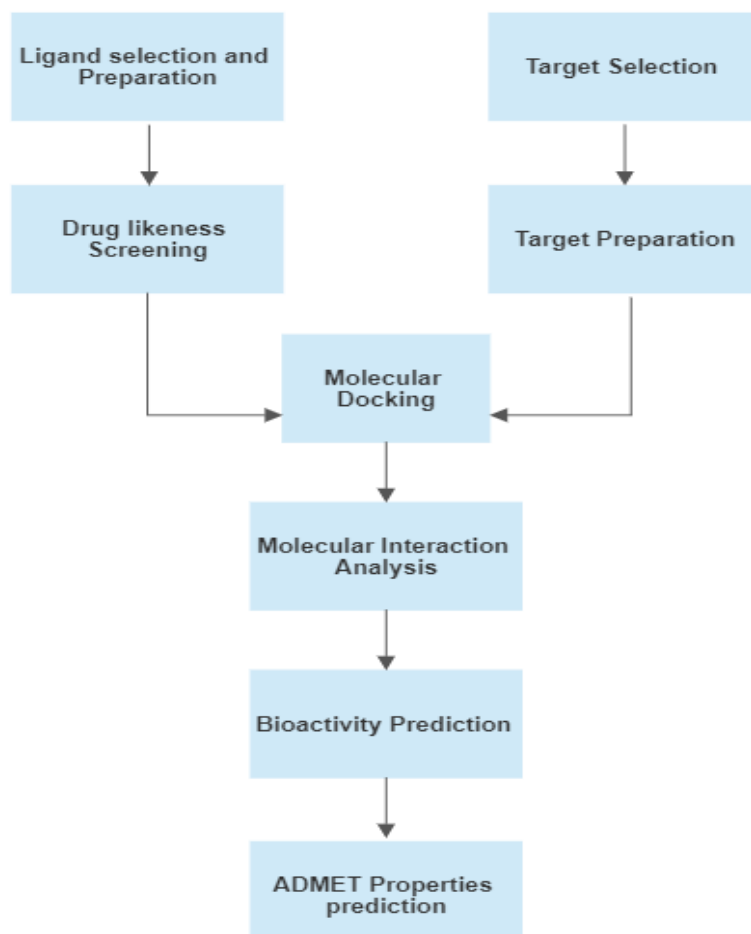 Ligand selection and
Preparation
Target Selection
Drug likeness
Screening
Target Preparation
Molecular
Docking
Molecular Interaction
Analysis
Bioactivity Prediction
ADMET Properties
prediction